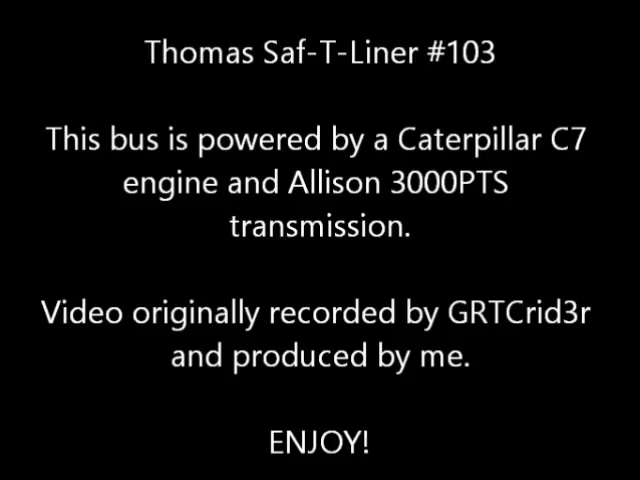 Thomas Saf-T-Liner #103
This bus is powered by a Caterpillar C7
engine and Allison 3000PTS
transmission.
Video originally recorded by GRTCrid3r
and produced by me.
ENJOY!